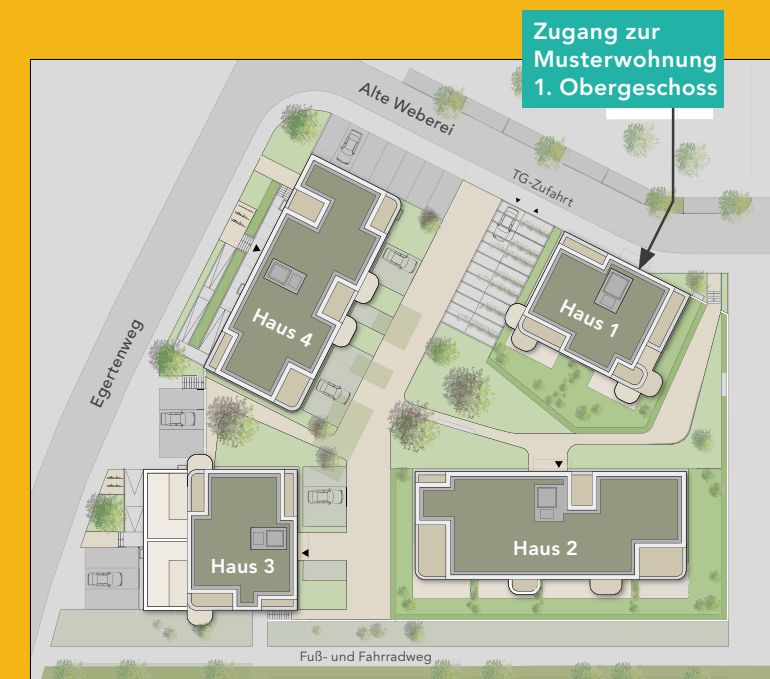 Zugang zur
Musterwohnung
1. Obergeschoss
Alte Weberei
TG-Zufahrt
Haus 1
Haus 4
Egertenweg
Haus 2
Haus 3
Fuß- und Fahrradweg